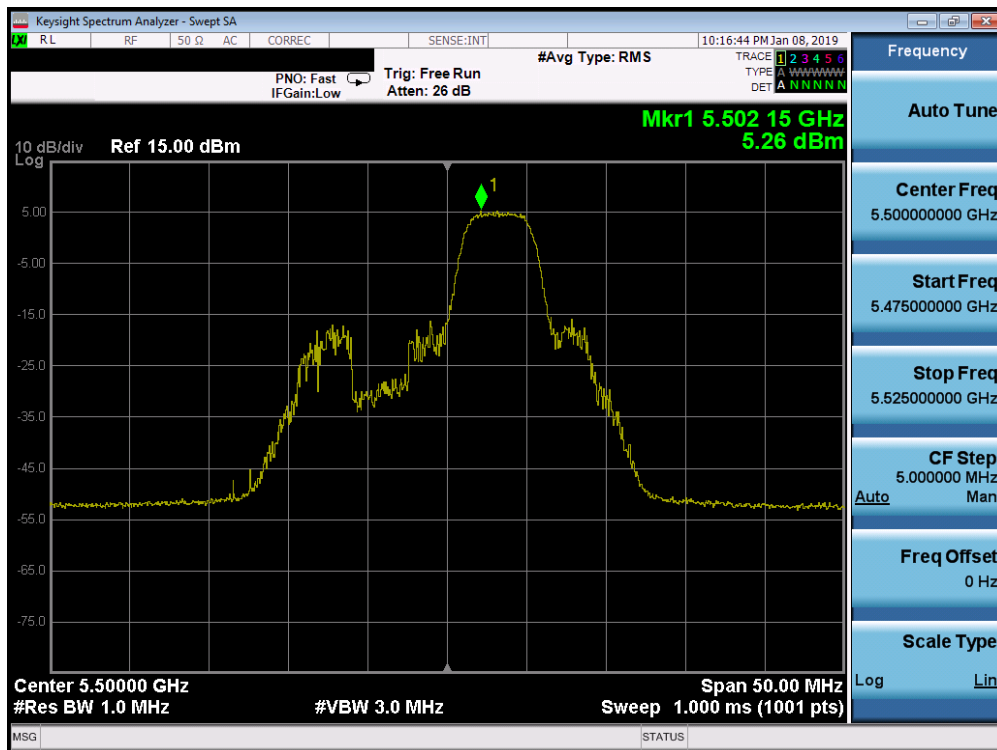 Keysight Spectrum Analyzer - Swept SA
LXI RL RF 50 Ω AC CORREC SENSE:INT 10:16:44 PM Jan 08, 2019
PNO: Fast
IFGain:Low
Trig: Free Run
Atten: 26 dB
#Avg Type: RMS
TRACE 1 2 3 4 5 6
TYPE A WWWWW
DET A N N N N N
Mkr1 5.502 15 GHz
5.26 dBm
10 dB/div Ref 15.00 dBm
Log
1
5.00
-5.00
-15.0
-25.0
-35.0
-45.0
-55.0
-65.0
-75.0
Center 5.50000 GHz Span 50.00 MHz
#Res BW 1.0 MHz #VBW 3.0 MHz Sweep 1.000 ms (1001 pts)
MSG STATUS
Frequency
Auto Tune
Center Freq
5.500000000 GHz
Start Freq
5.475000000 GHz
Stop Freq
5.525000000 GHz
CF Step
5.000000 MHz
Auto Man
Freq Offset
0 Hz
Scale Type
Log Lin